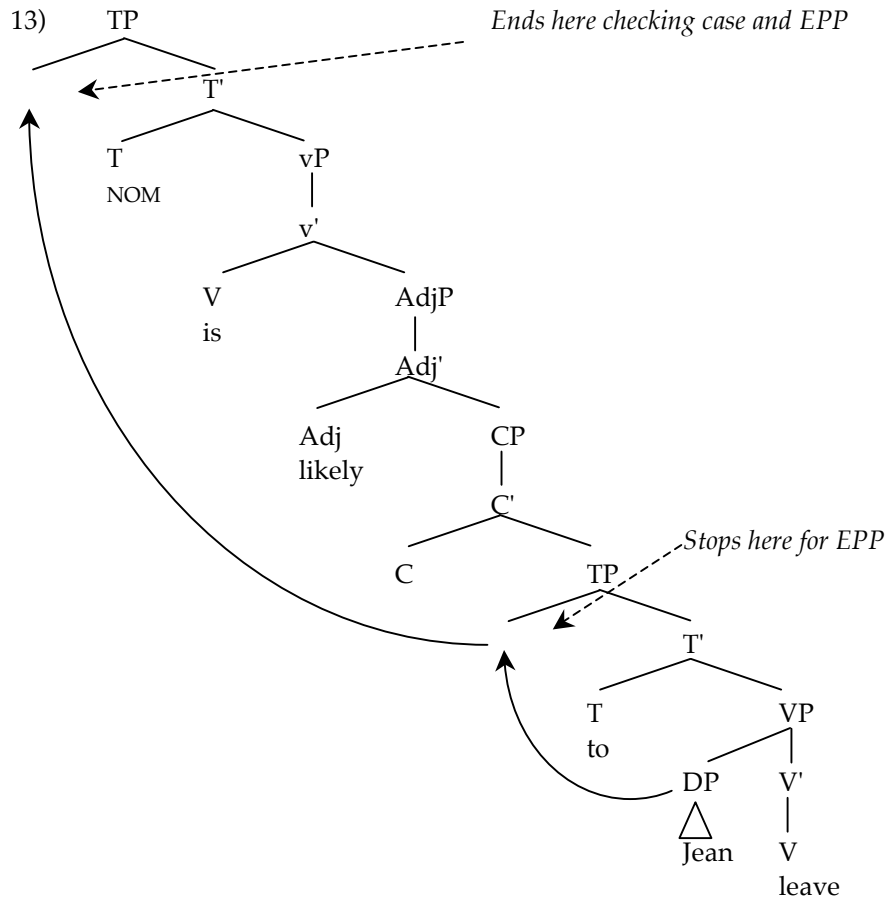 13) TP Ends here checking case and EPP
T'
T vP
NOM
v'
V AdjP
is
Adj'
Adj CP
likely
C'
Stops here for EPP
C TP
T'
T VP
to
DP V'
Jean V
leave